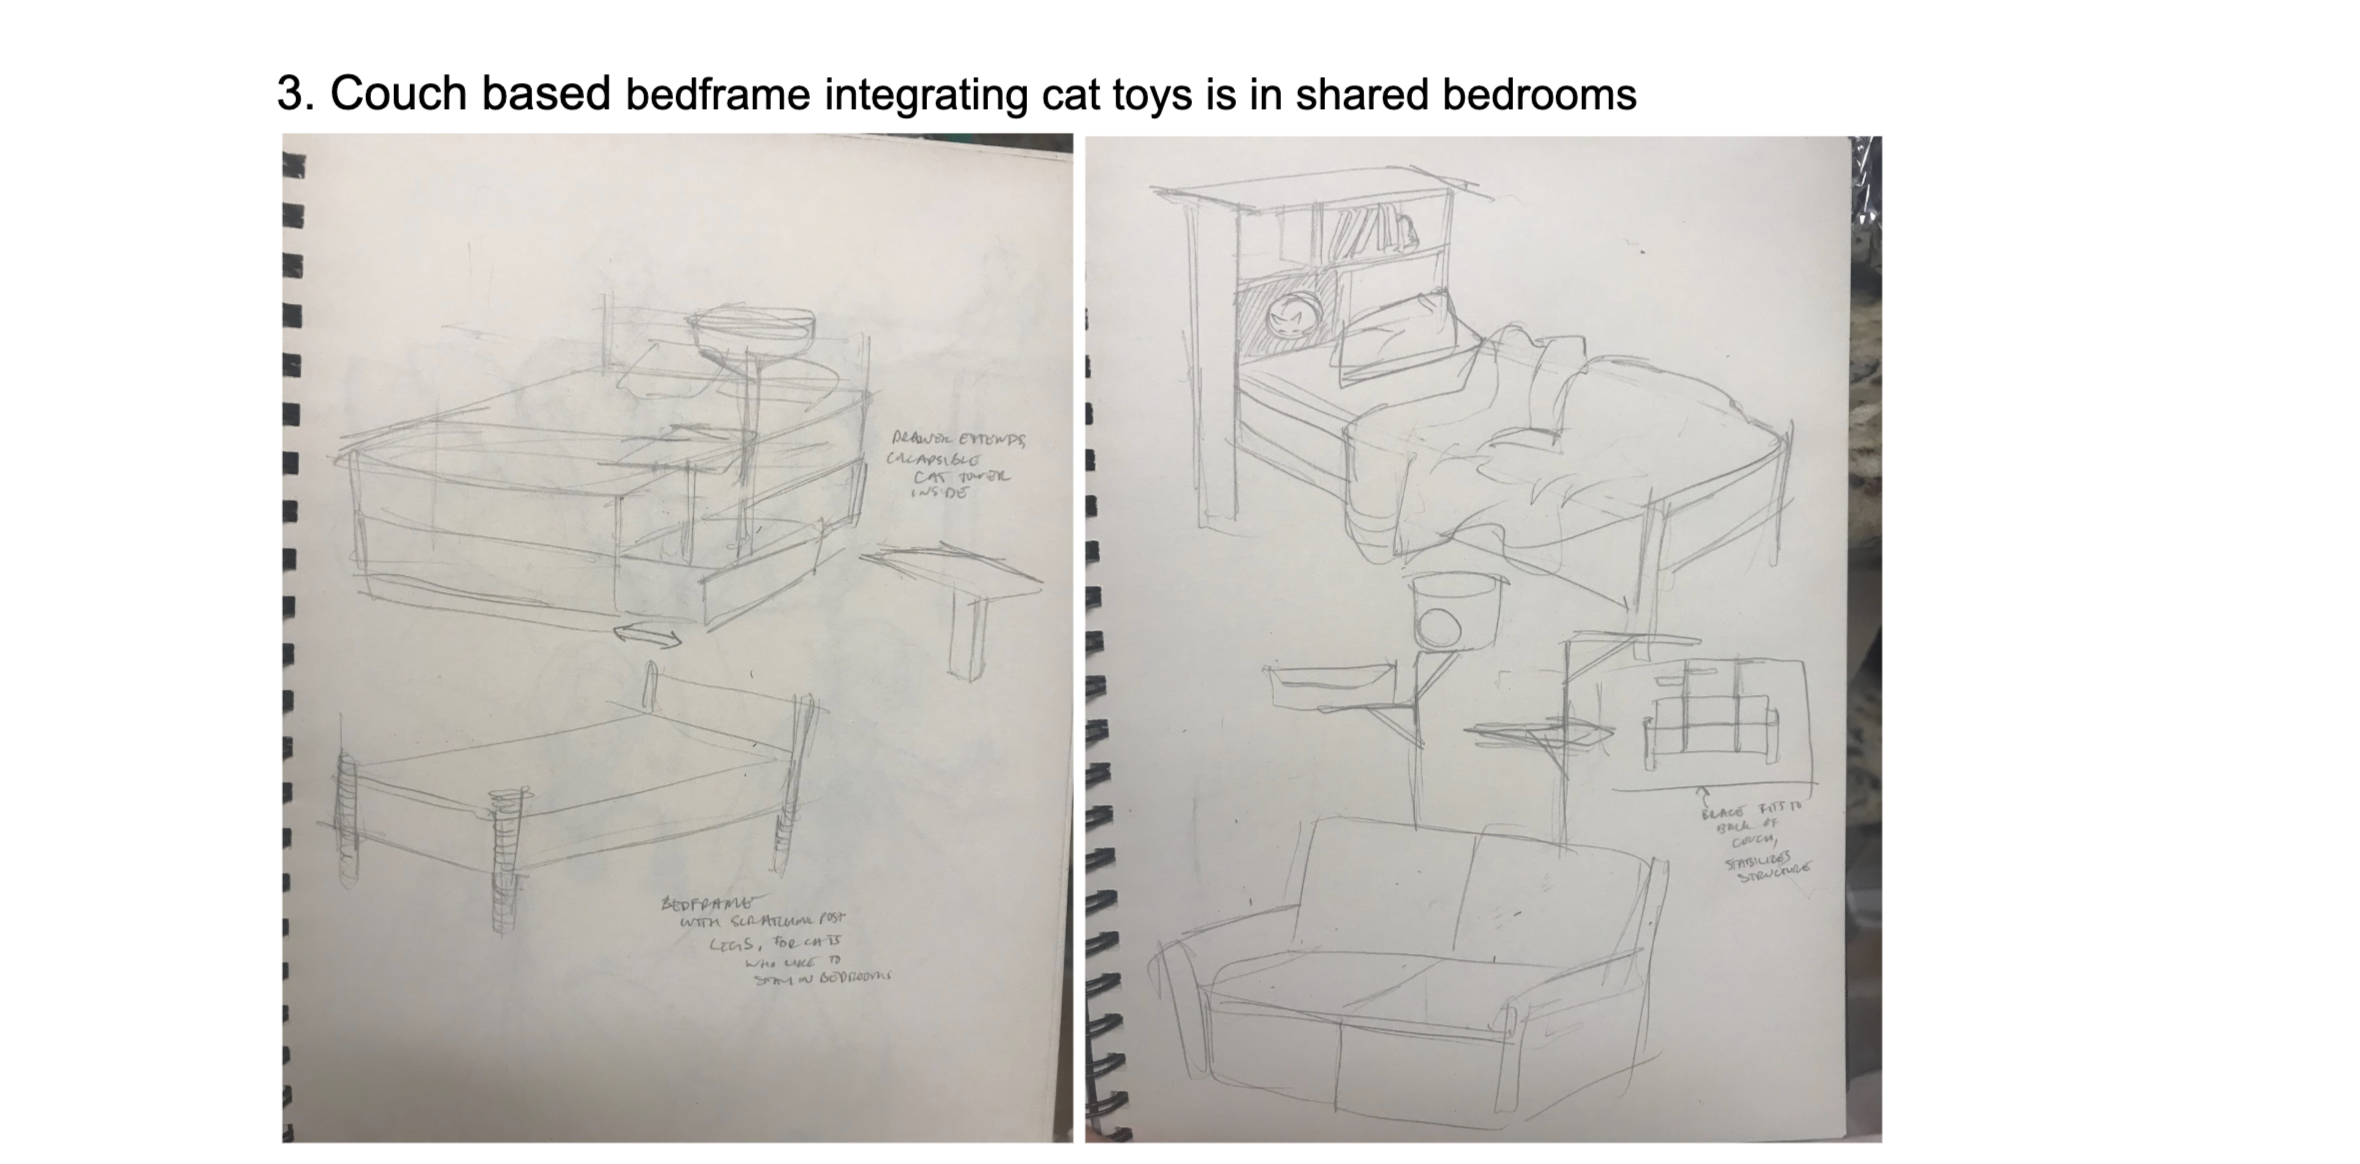 3. Couch based bedframe integrating cat toys is in shared bedrooms
DRAWER EXTENDS,
COLAPSIBLE
CAT TOWER
INSIDE
BEDFRAME
WITH SCRATCHING POST
LEGS, FOR CATS
WHO LIKE TO
STAY IN BEDROOMS
BRACE FITS TO
BACK OF
COUCH,
STABILIZES
STRUCTURE